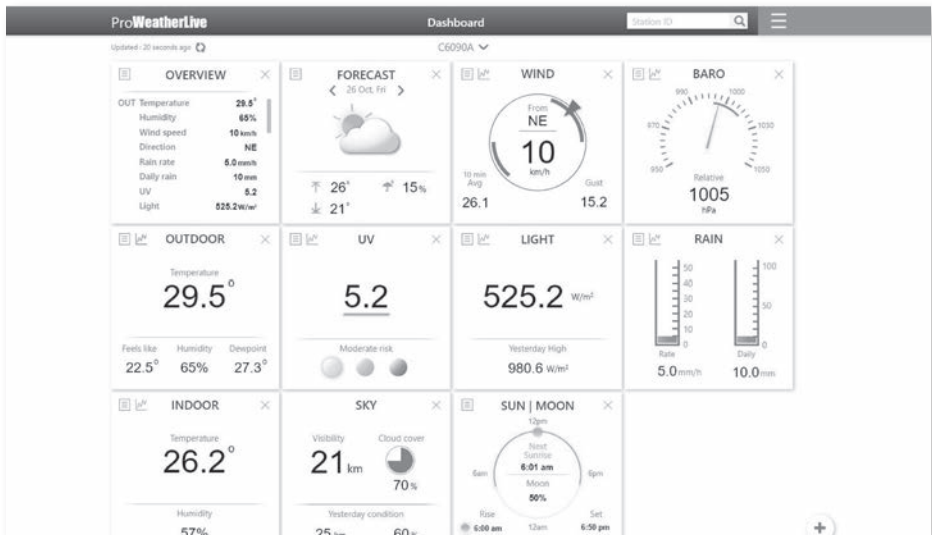 ProWeatherLive
Dashboard
Station ID
Updated : 20 seconds ago
C6090A
OVERVIEW
OUT Temperature 29.5°
Humidity 65%
Wind speed 10 km/h
Direction NE
Rain rate 5.0 mm/h
Daily rain 10 mm
UV 5.2
Light 525.2 W/m²
FORECAST
26 Oct, Fri
26° 15%
21°
WIND
From
NE
10
km/h
10 min
Avg
26.1
Gust
15.2
BARO
950 970 990 1000 1030 1050
Relative
1005
hPa
OUTDOOR
Temperature
29.5°
Feels like Humidity Dewpoint
22.5° 65% 27.3°
UV
5.2
Moderate risk
LIGHT
525.2 W/m²
Yesterday High
980.6 W/m²
RAIN
50
40
30
20
10
0
Rate
5.0 mm/h
100
50
0
Daily
10.0 mm
INDOOR
Temperature
26.2°
Humidity
57%
SKY
Visibility Cloud cover
21 km
70%
Yesterday condition
25 km 60%
SUN | MOON
12pm
Next
Sunrise
6:01 am
6am 6pm
Moon
50%
Rise Set
6:00 am 12am 6:50 pm